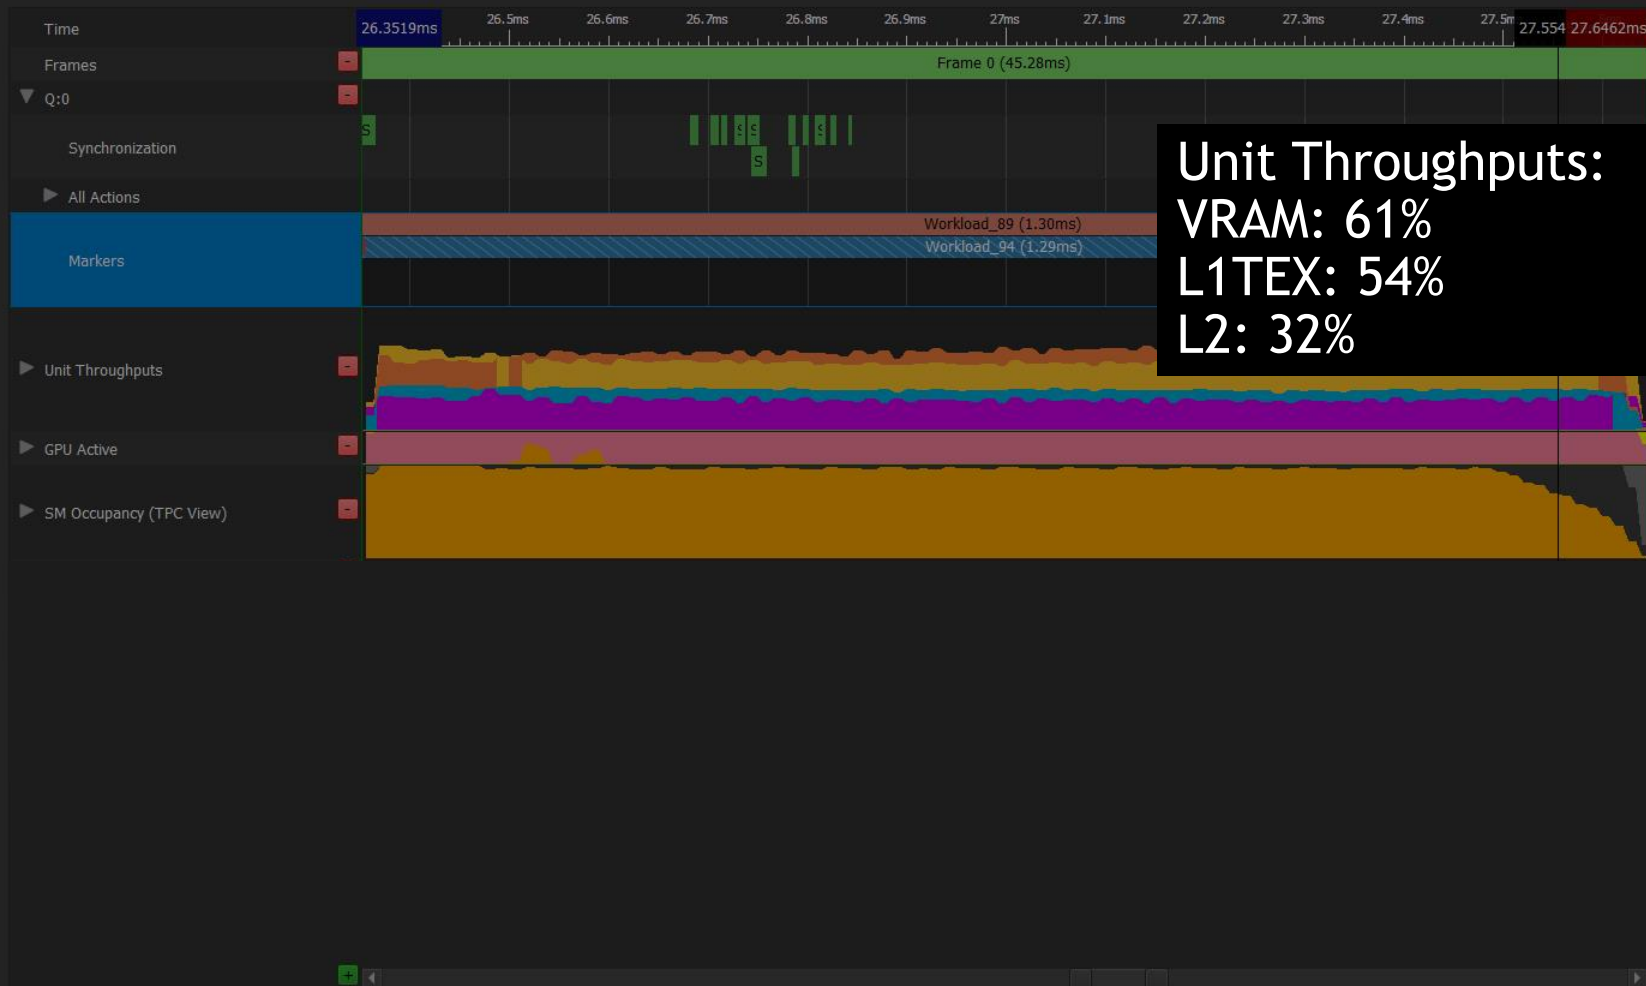 Time 26.3519ms 26.5ms 26.6ms 26.7ms 26.8ms 26.9ms 27ms 27.1ms 27.2ms 27.3ms 27.4ms 27.5m 27.554 27.6462ms
Frames - Frame 0 (45.28ms)
Q:0 -
S S S S
Synchronization
S
All Actions
Workload_89 (1.30ms)
Workload_94 (1.29ms)
Markers
Unit Throughputs:
VRAM: 61%
L1TEX: 54%
L2: 32%
Unit Throughputs -
GPU Active -
SM Occupancy (TPC View) -
+